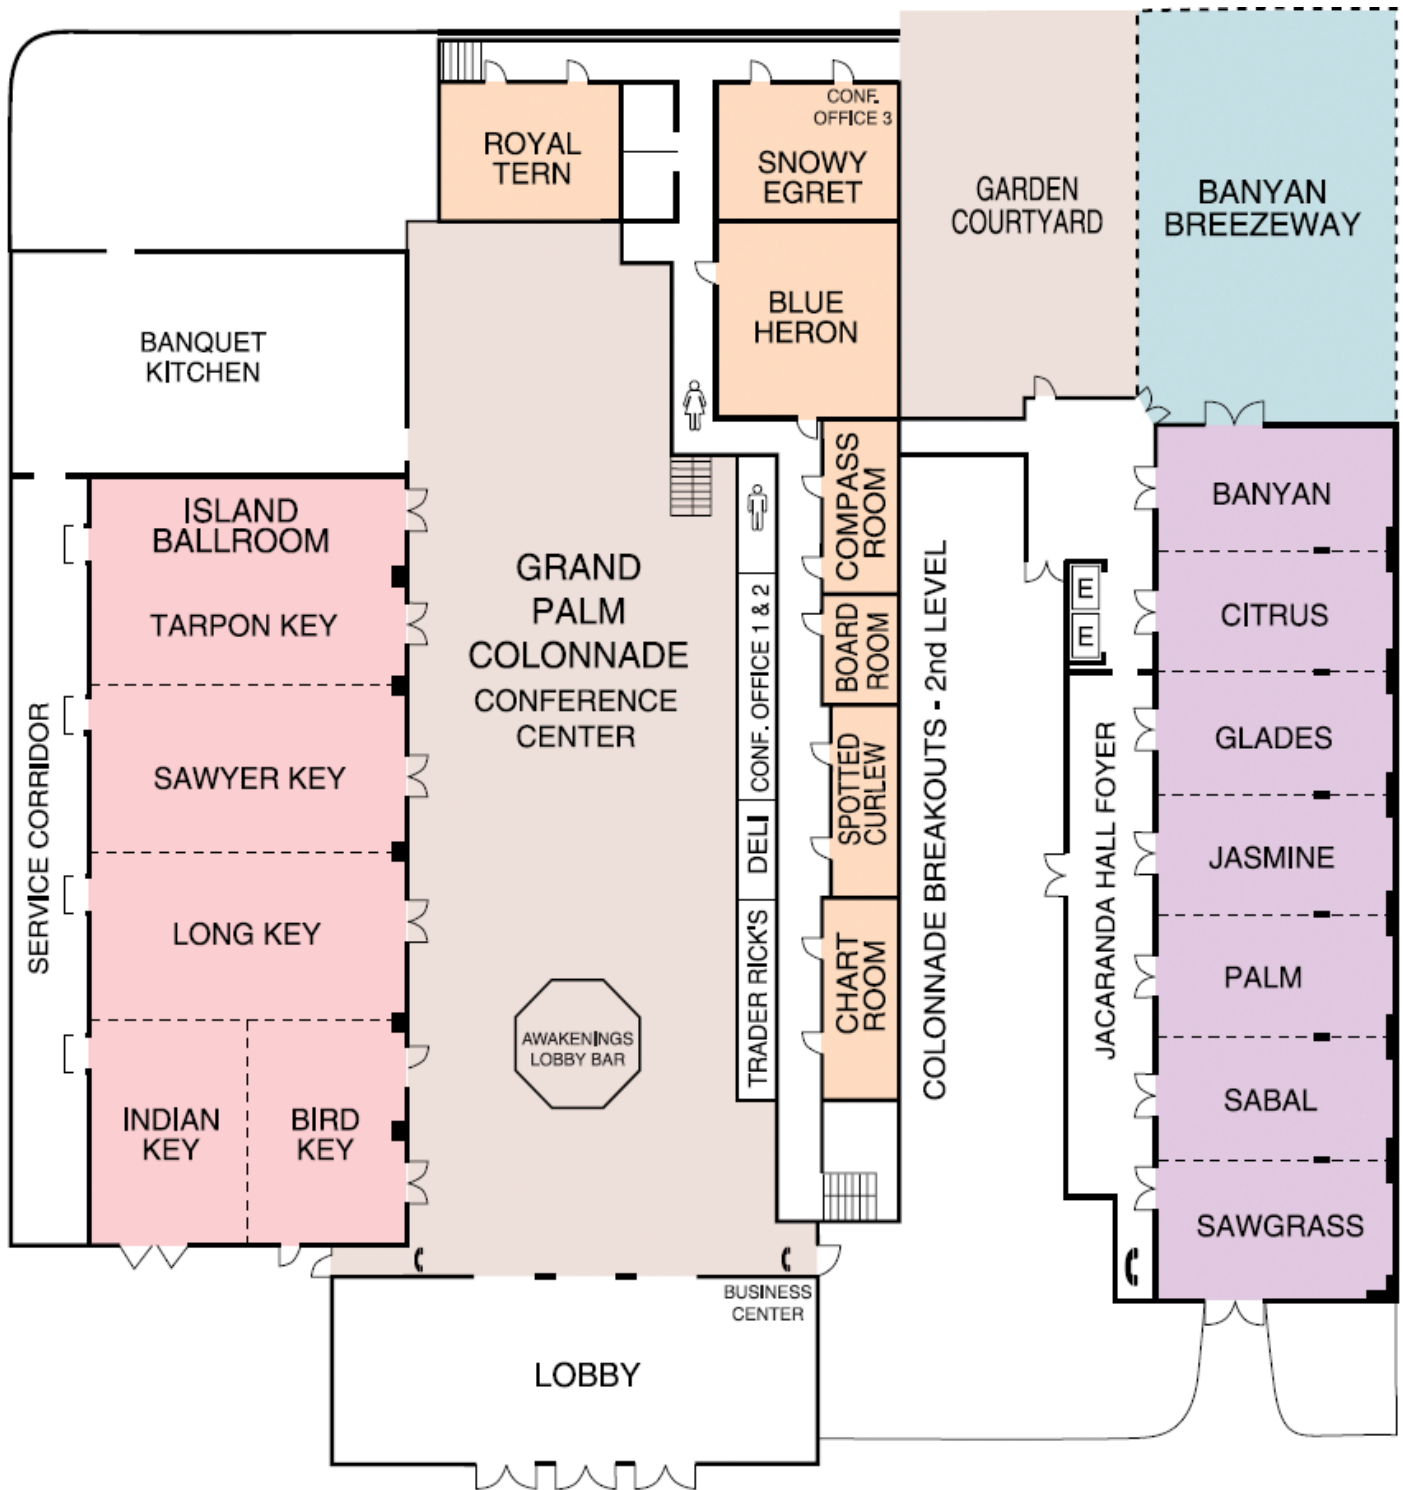 ROYAL
TERN
CONF.
OFFICE 3
SNOWY
EGRET
GARDEN
COURTYARD
BANYAN
BREEZEWAY
BLUE
HERON
BANQUET
KITCHEN
ISLAND
BALLROOM
TARPON KEY
SAWYER KEY
LONG KEY
INDIAN
KEY
BIRD
KEY
SERVICE CORRIDOR
GRAND
PALM
COLONNADE
CONFERENCE
CENTER
AWAKENINGS
LOBBY BAR
CONF. OFFICE 1 & 2
DELI
TRADER RICK'S
COMPASS
ROOM
BOARD
ROOM
SPOTTED
CURLEW
CHART
ROOM
COLONNADE BREAKOUTS - 2nd LEVEL
E
E
JACARANDA HALL FOYER
BANYAN
CITRUS
GLADES
JASMINE
PALM
SABAL
SAWGRASS
BUSINESS
CENTER
LOBBY